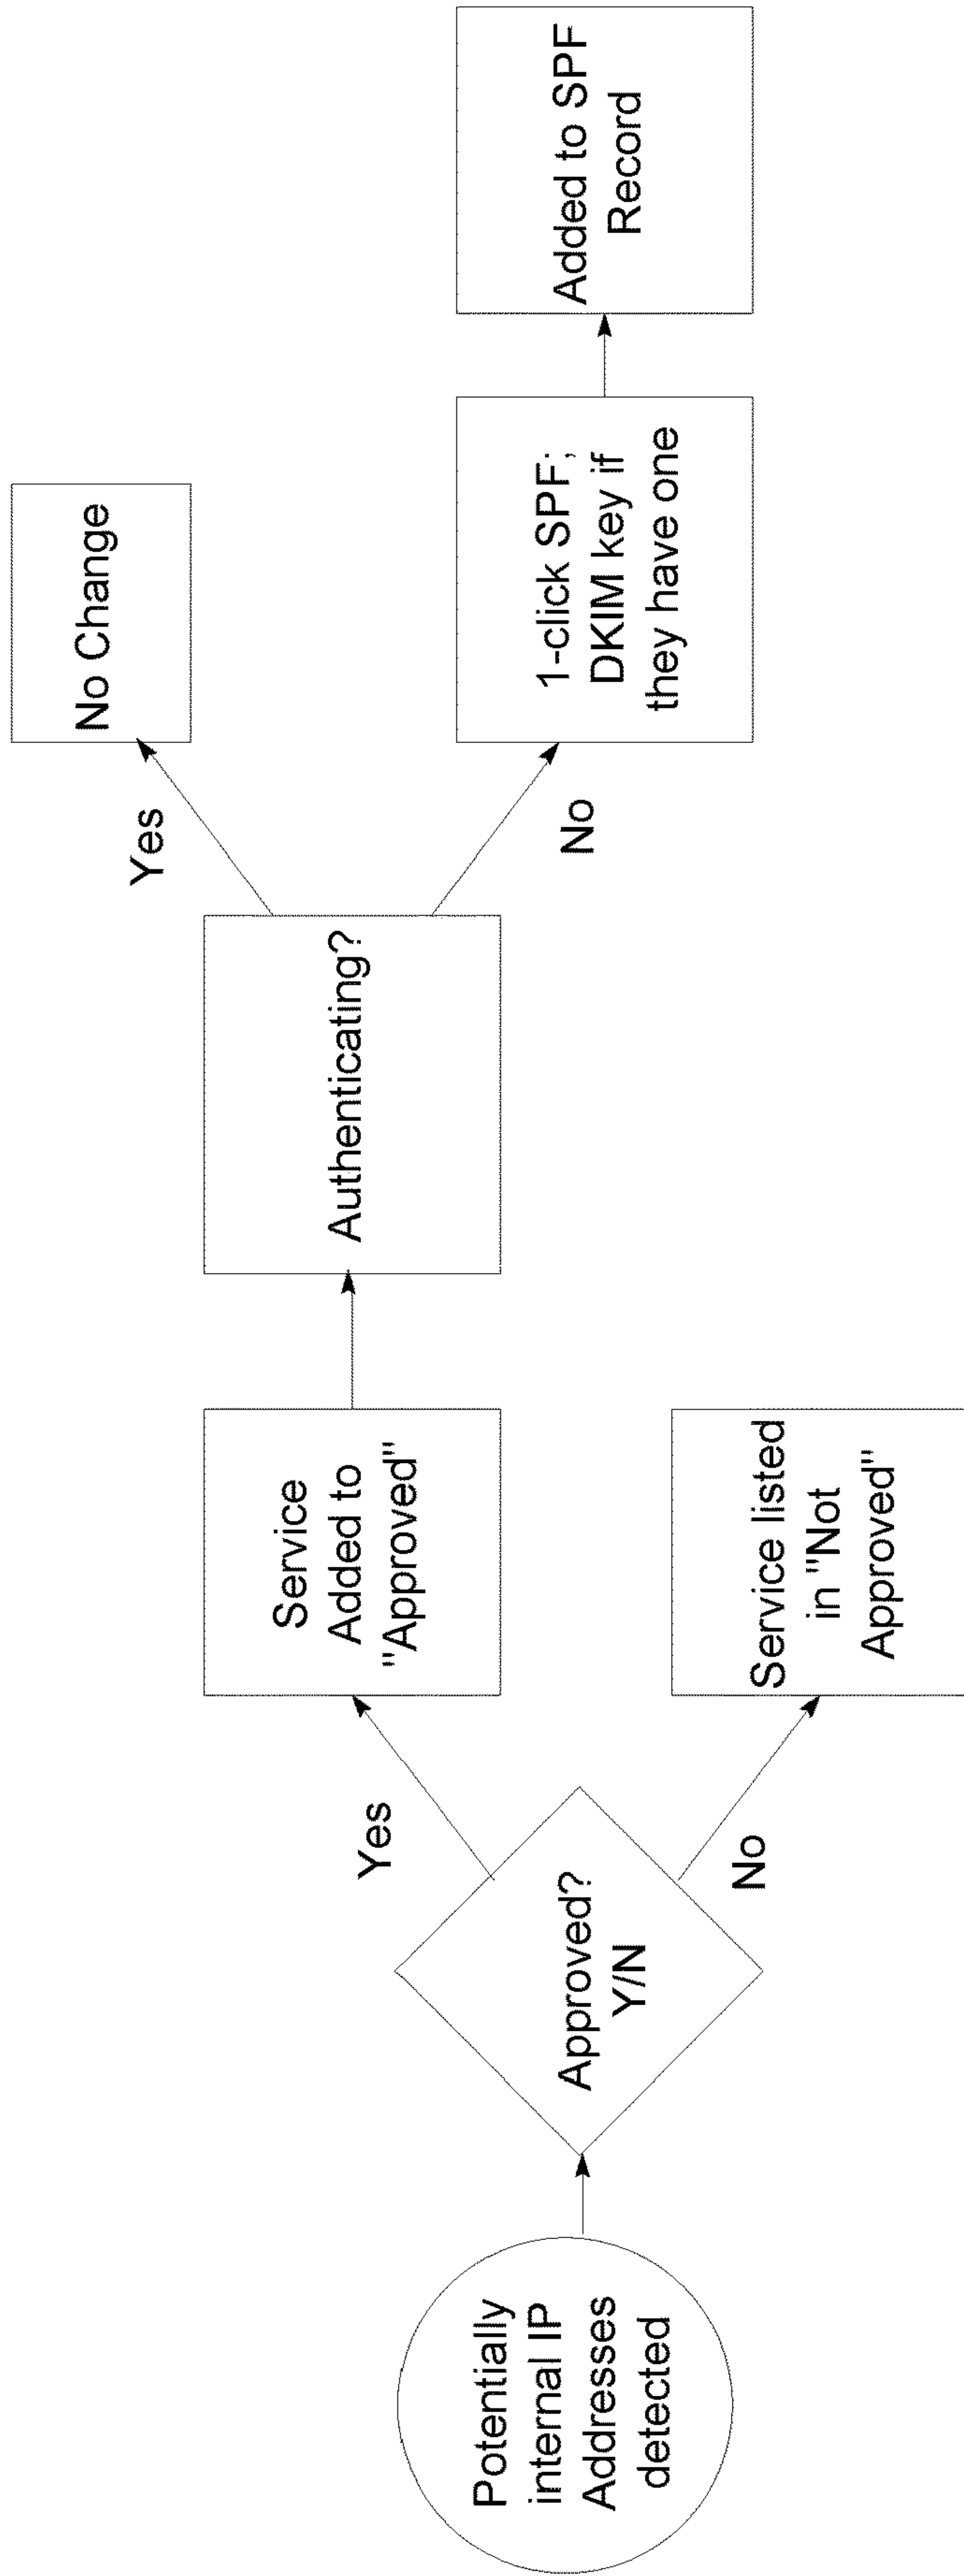 Potentially
internal IP
Addresses
detected
Approved?
Y/N
Yes
No
Service
Added to
"Approved"
Service listed
in "Not
Approved"
Authenticating?
Yes
No
No Change
1-click SPF;
DKIM key if
they have one
Added to SPF
Record